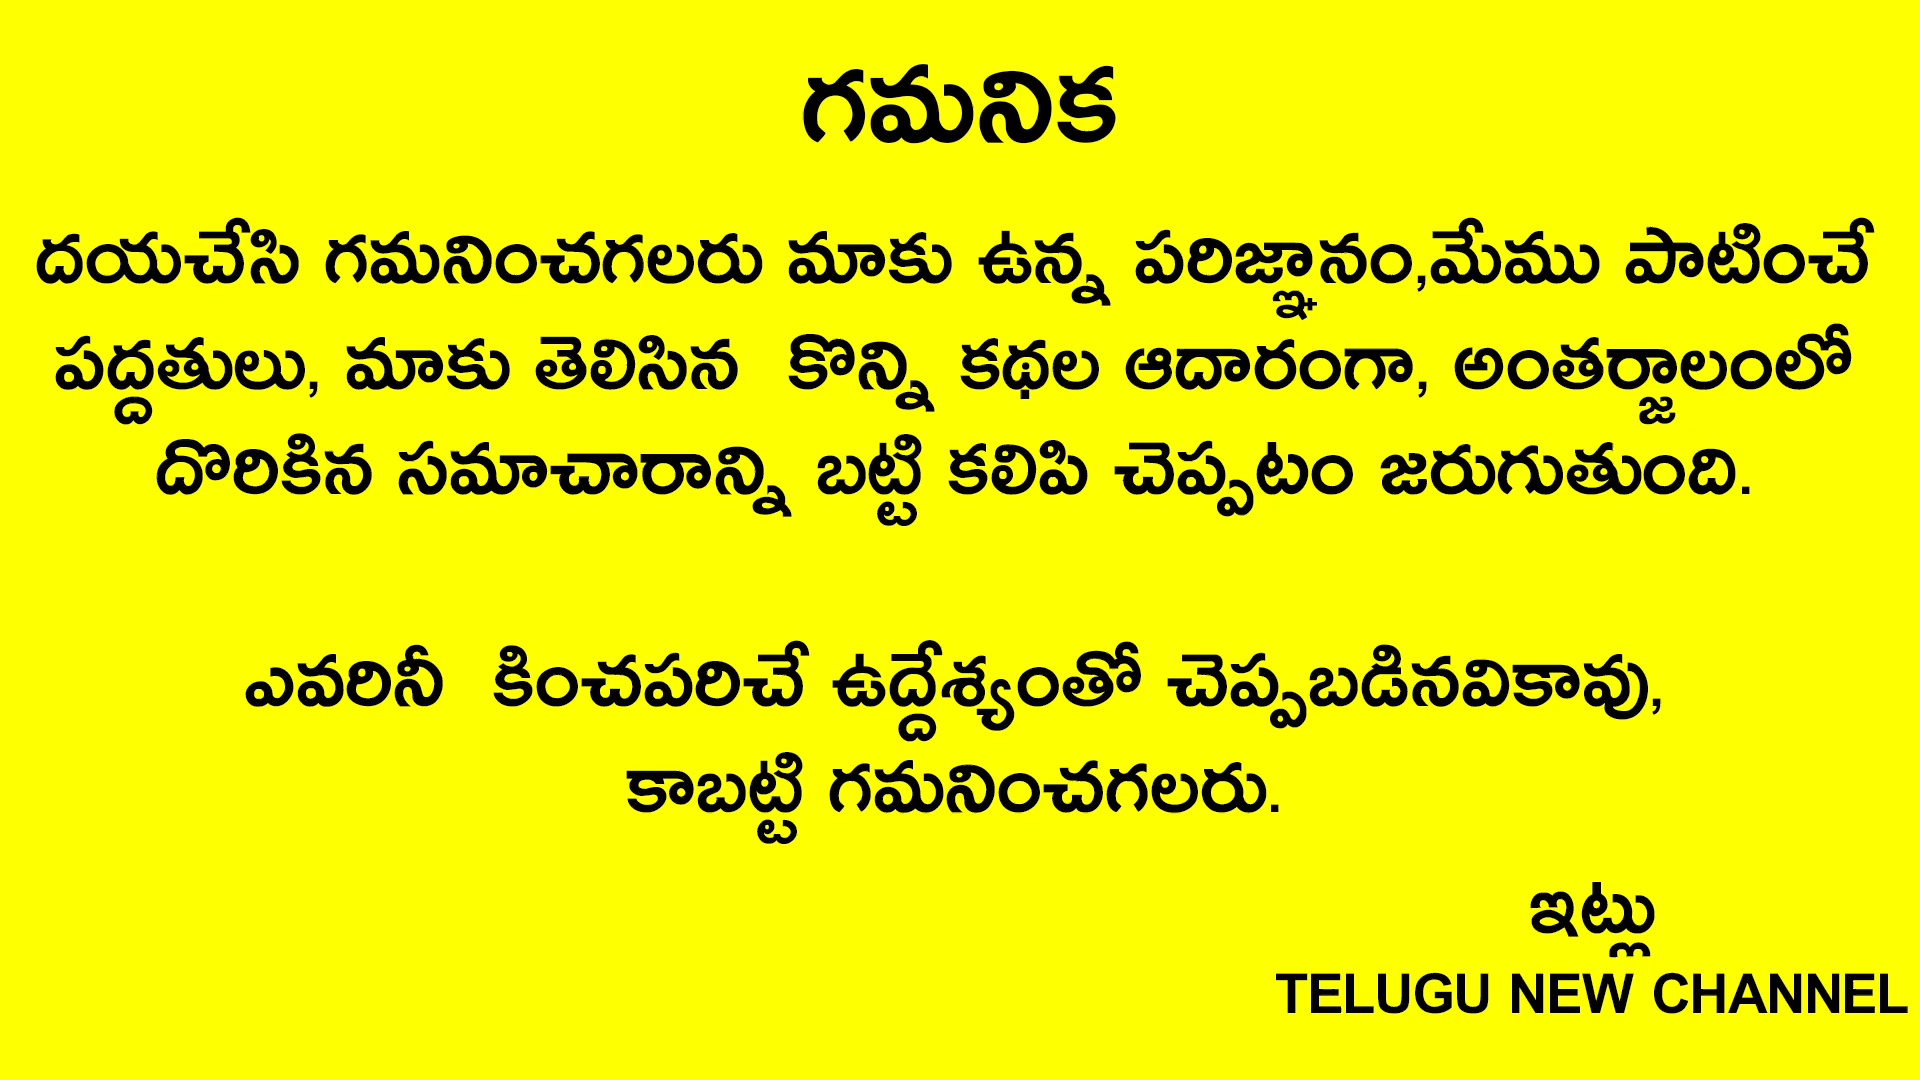 గమనిక
దయచేసి గమనించగలరు మాకు ఉన్న పరిజ్ఞానం,మేము పాటించే
పద్దతులు, మాకు తెలిసిన కొన్ని కథల ఆదారంగా, అంతర్జాలంలో
దొరికిన సమాచారాన్ని బట్టి కలిపి చెప్పటం జరుగుతుంది.
ఎవరినీ కించపరిచే ఉద్దేశ్యంతో చెప్పబడినవికావు,
కాబట్టి గమనించగలరు.
ఇట్లు
TELUGU NEW CHANNEL